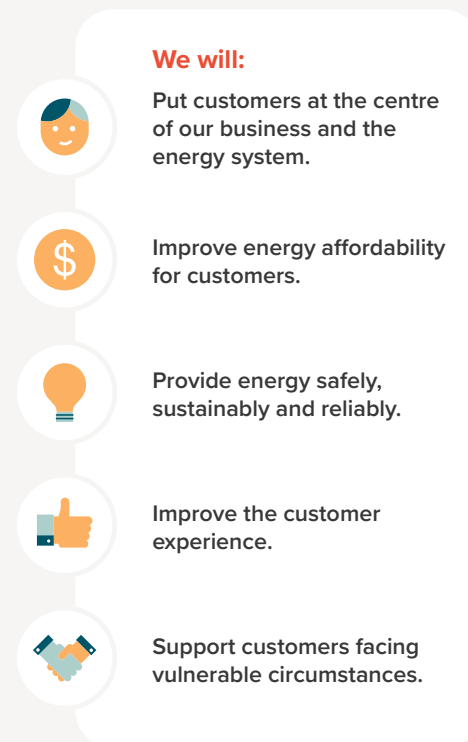 We will:
Put customers at the centre
of our business and the
energy system.
$
Improve energy affordability
for customers.
Provide energy safely,
sustainably and reliably.
Improve the customer
experience.
Support customers facing
vulnerable circumstances.